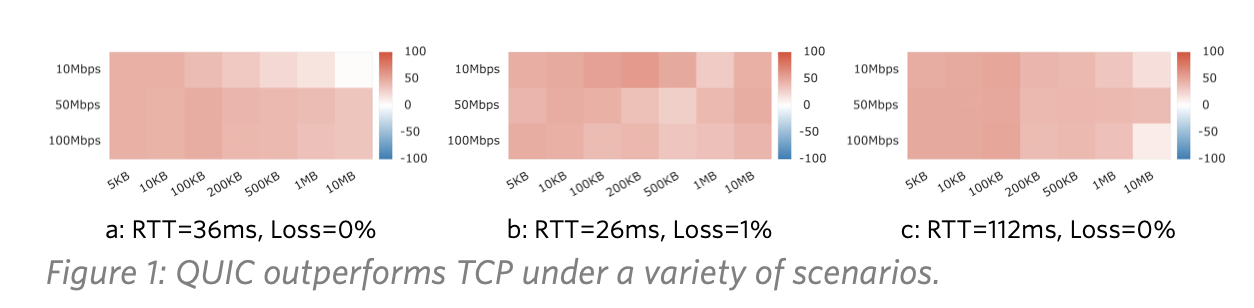 100
50
0
-50
-100
10Mbps
50Mbps
100Mbps
5KB
10KB
100KB
200KB
500KB
1MB
10MB
a: RTT=36ms, Loss=0%
100
50
0
-50
-100
10Mbps
50Mbps
100Mbps
5KB
10KB
100KB
200KB
500KB
1MB
10MB
b: RTT=26ms, Loss=1%
100
50
0
-50
-100
10Mbps
50Mbps
100Mbps
5KB
10KB
100KB
200KB
500KB
1MB
10MB
c: RTT=112ms, Loss=0%
Figure 1: QUIC outperforms TCP under a variety of scenarios.